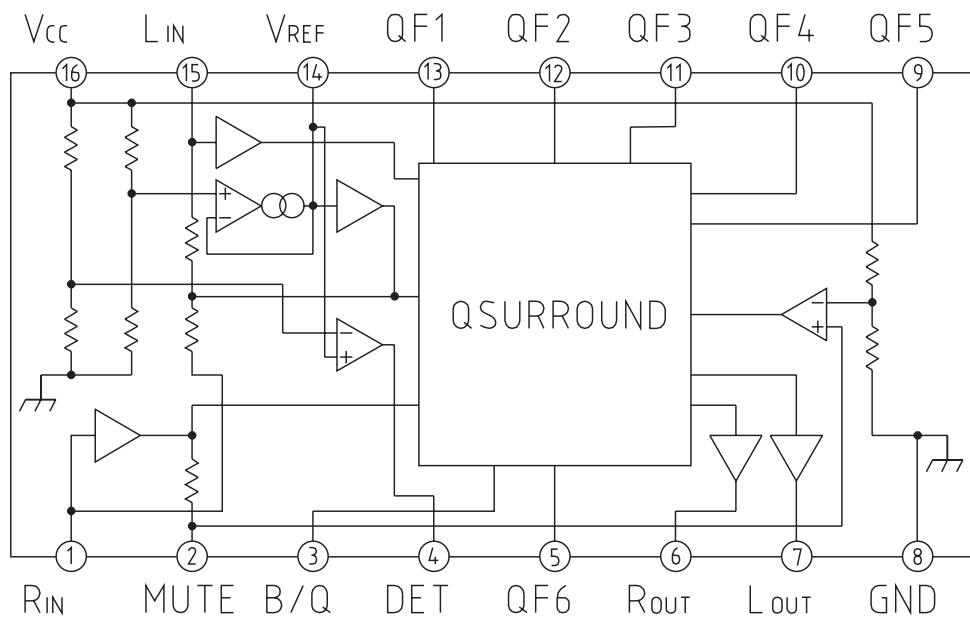 VCC LIN VREF QF1 QF2 QF3 QF4 QF5
16 15 14 13 12 11 10 9
+
−
QSURROUND
−
+
−
+
1 2 3 4 5 6 7 8
RIN MUTE B/Q DET QF6 ROUT LOUT GND